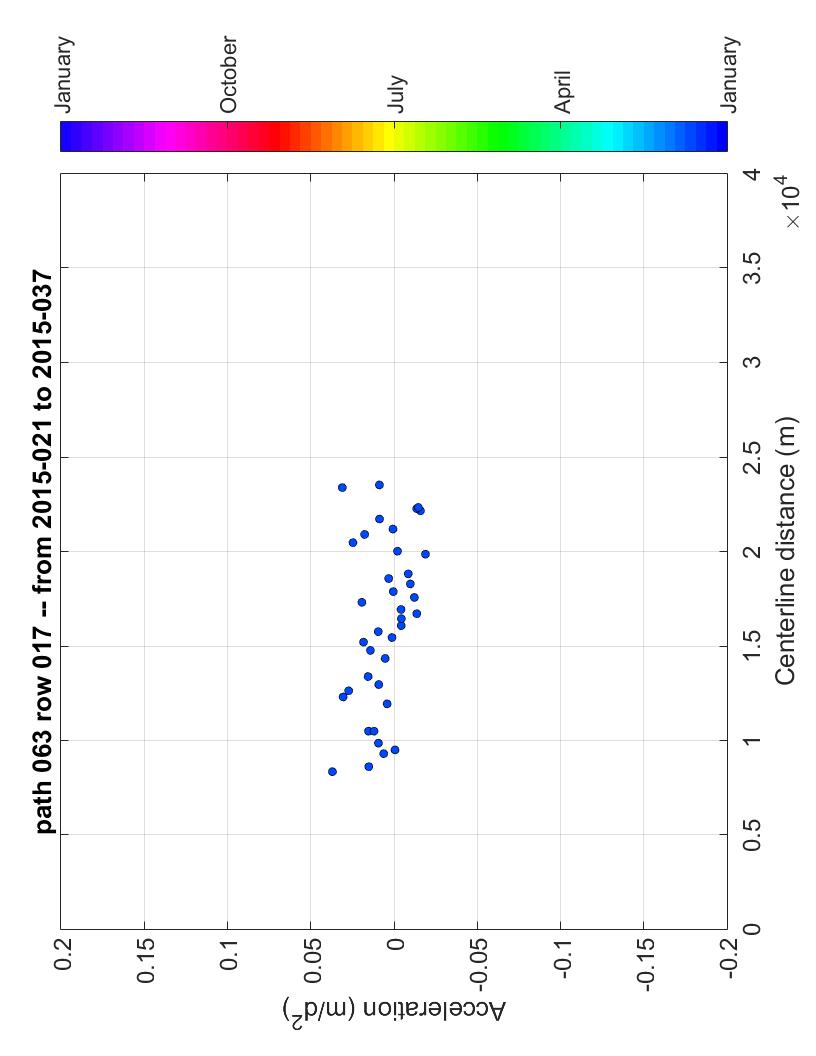 path 063 row 017 -- from 2015-021 to 2015-037
0.2
0.15
0.1
0.05
0
-0.05
-0.1
-0.15
-0.2
Acceleration (m/d²)
0
0.5
1
1.5
2
2.5
3
3.5
4
×10⁴
Centerline distance (m)
January
October
July
April
January